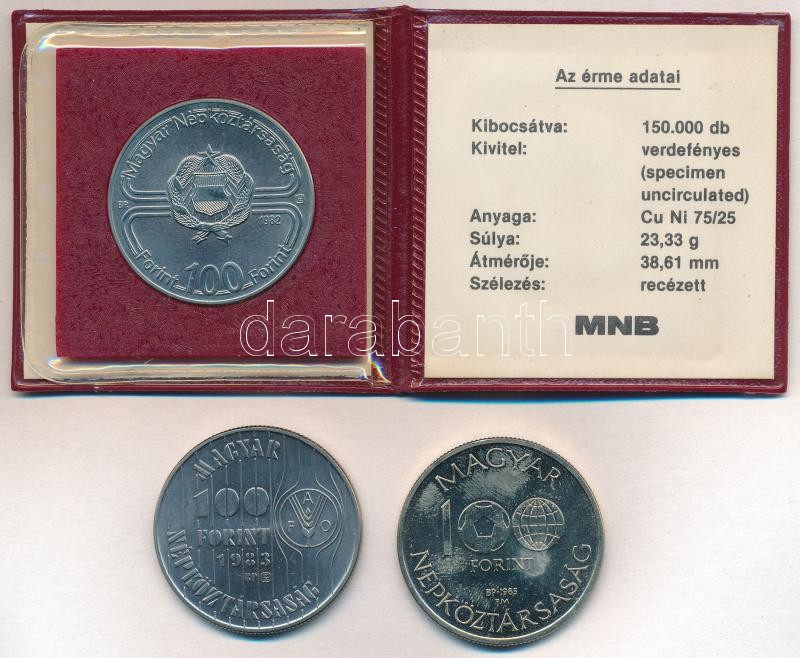 Magyar Népköztársaság
BP.
1982
Forint 100 Forint
Az érme adatai
Kibocsátva: 150.000 db
Kivitel: verdefényes
(specimen
uncirculated)
Anyaga: Cu Ni 75/25
Súlya: 23,33 g
Átmérője: 38,61 mm
Szélezés: recézett
MNB
darabanth
MAGYAR
100
FORINT
1983
BP
NÉPKÖZTÁRSASÁG
F A O
MAGYAR
100
FORINT
BP·1985
NÉPKÖZTÁRSASÁG